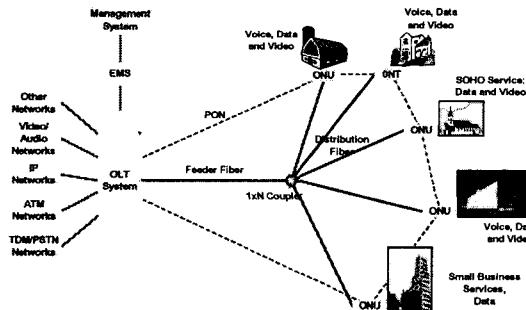 Management
System
EMS
Other
Networks
Video/
Audio
Networks
IP
Networks
ATM
Networks
TDM/PSTN
Networks
OLT
System
PON
Feeder Fiber
1xN Coupler
Distribution
Fiber
Voice, Data
and Video
ONU
Voice, Data
and Video
ONT
SOHO Service:
Data and Video
ONU
ONU
Voice, Da
and Vide
Small Business
Services,
Data
ONU